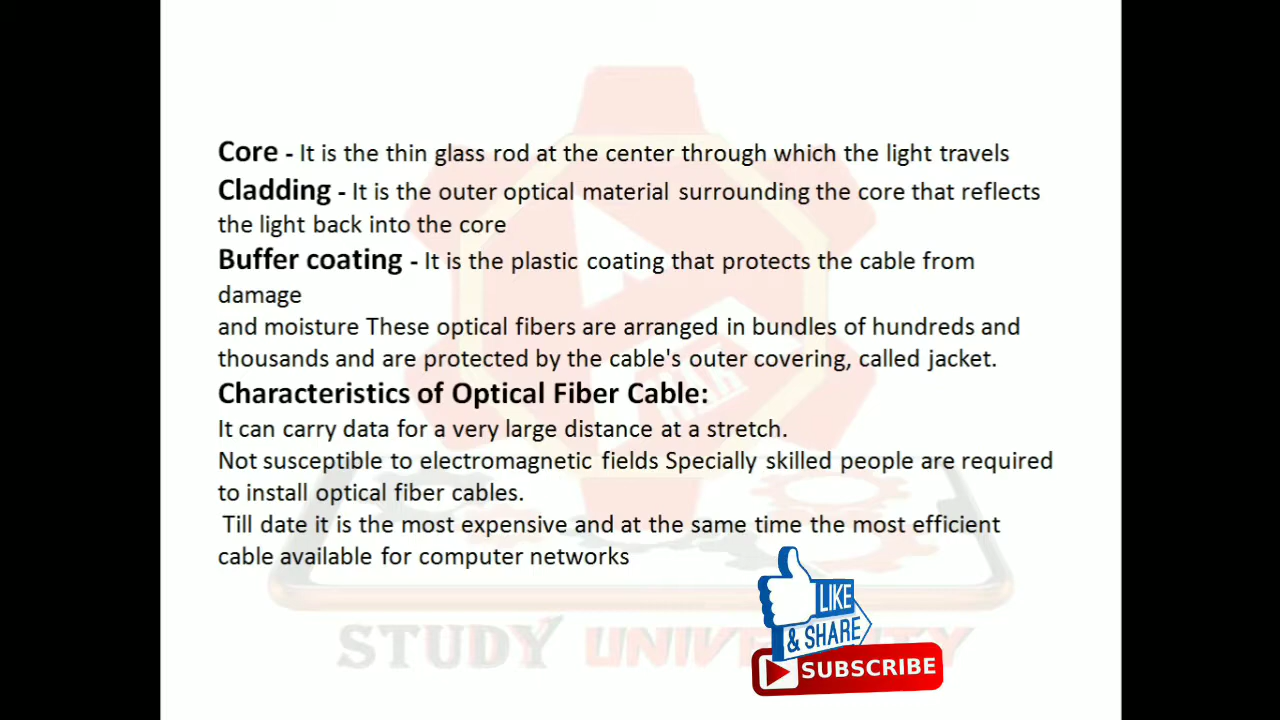 Core - It is the thin glass rod at the center through which the light travels
Cladding - It is the outer optical material surrounding the core that reflects
the light back into the core
Buffer coating - It is the plastic coating that protects the cable from
damage
and moisture These optical fibers are arranged in bundles of hundreds and
thousands and are protected by the cable's outer covering, called jacket.
Characteristics of Optical Fiber Cable:
It can carry data for a very large distance at a stretch.
Not susceptible to electromagnetic fields Specially skilled people are required
to install optical fiber cables.
Till date it is the most expensive and at the same time the most efficient
cable available for computer networks
LIKE
& SHARE
STUDY UNIVERSITY
SUBSCRIBE